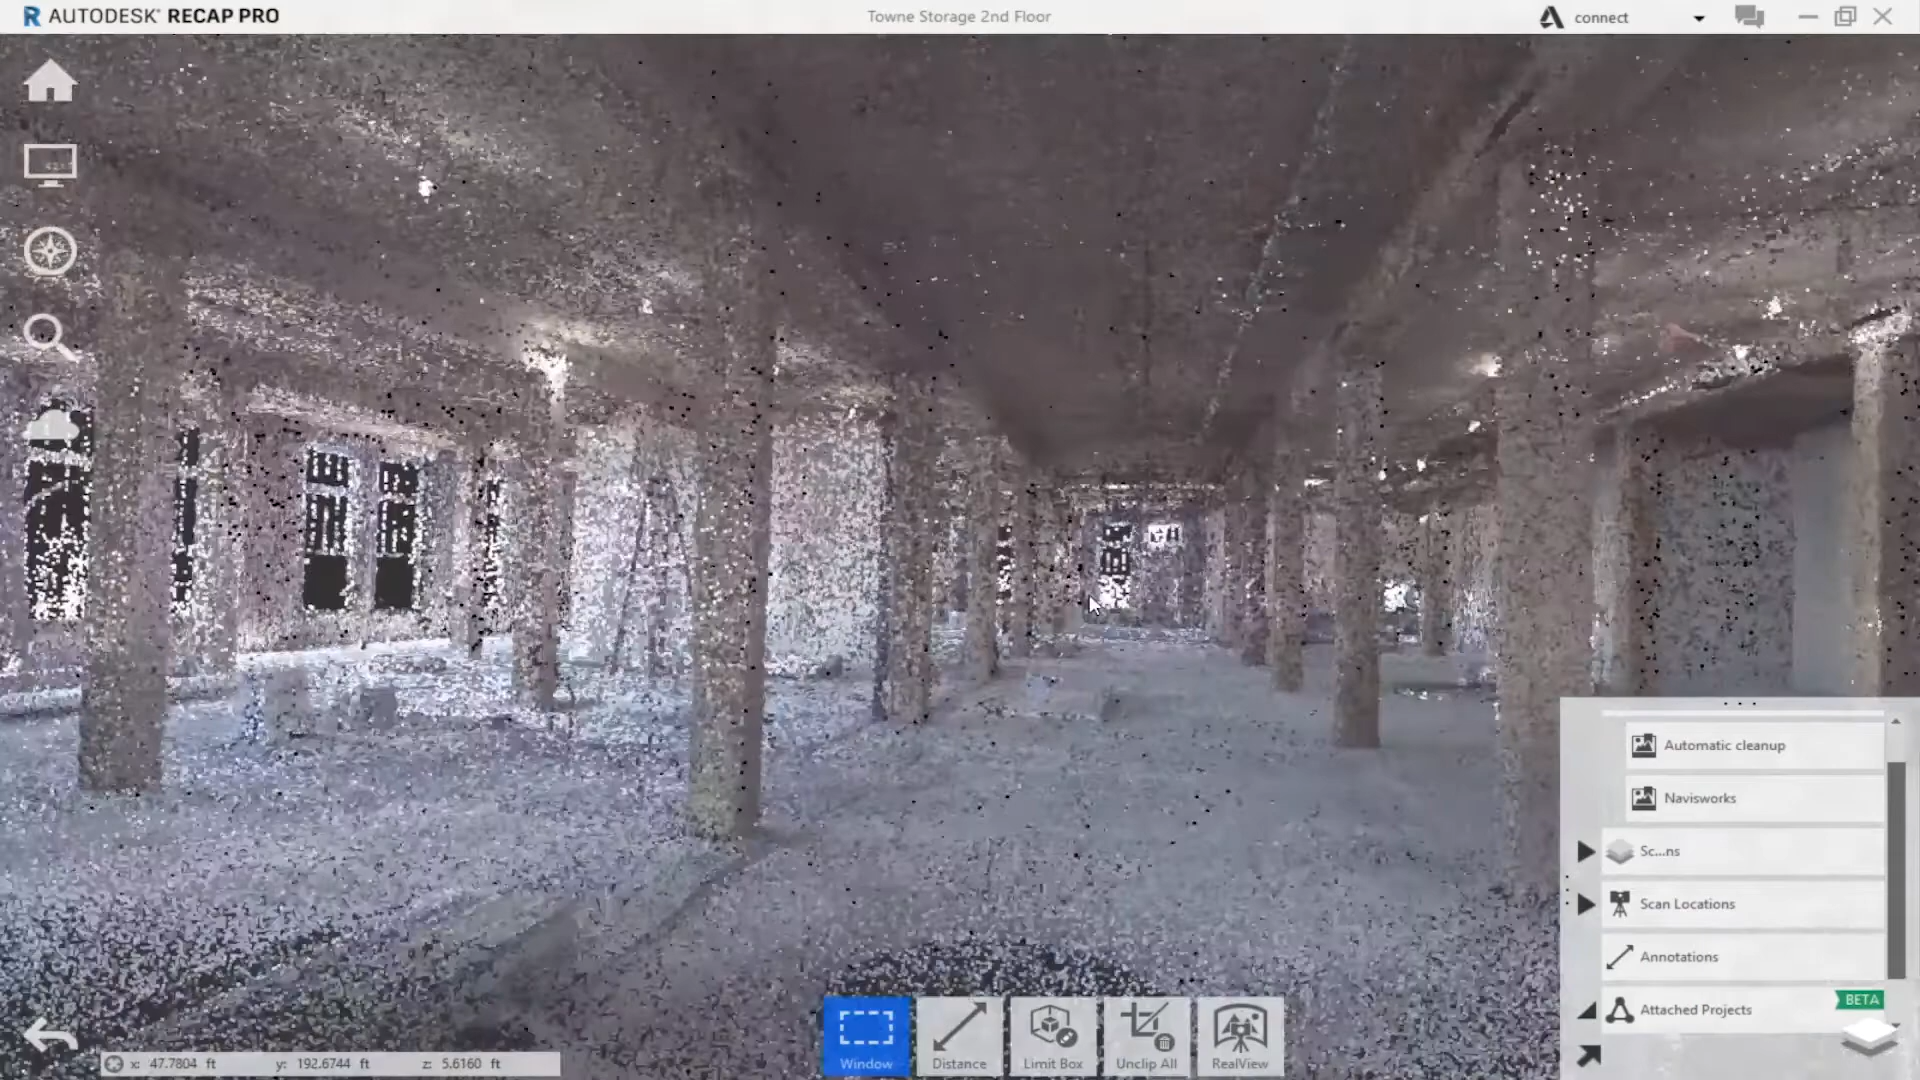 AUTODESK® RECAP PRO
Towne Storage 2nd Floor
connect
Automatic cleanup
Navisworks
Sc...ns
Scan Locations
Annotations
Attached Projects
BETA
Window
Distance
Limit Box
Unclip All
RealView
x: 47.7804 ft y: 192.6744 ft z: 5.6160 ft